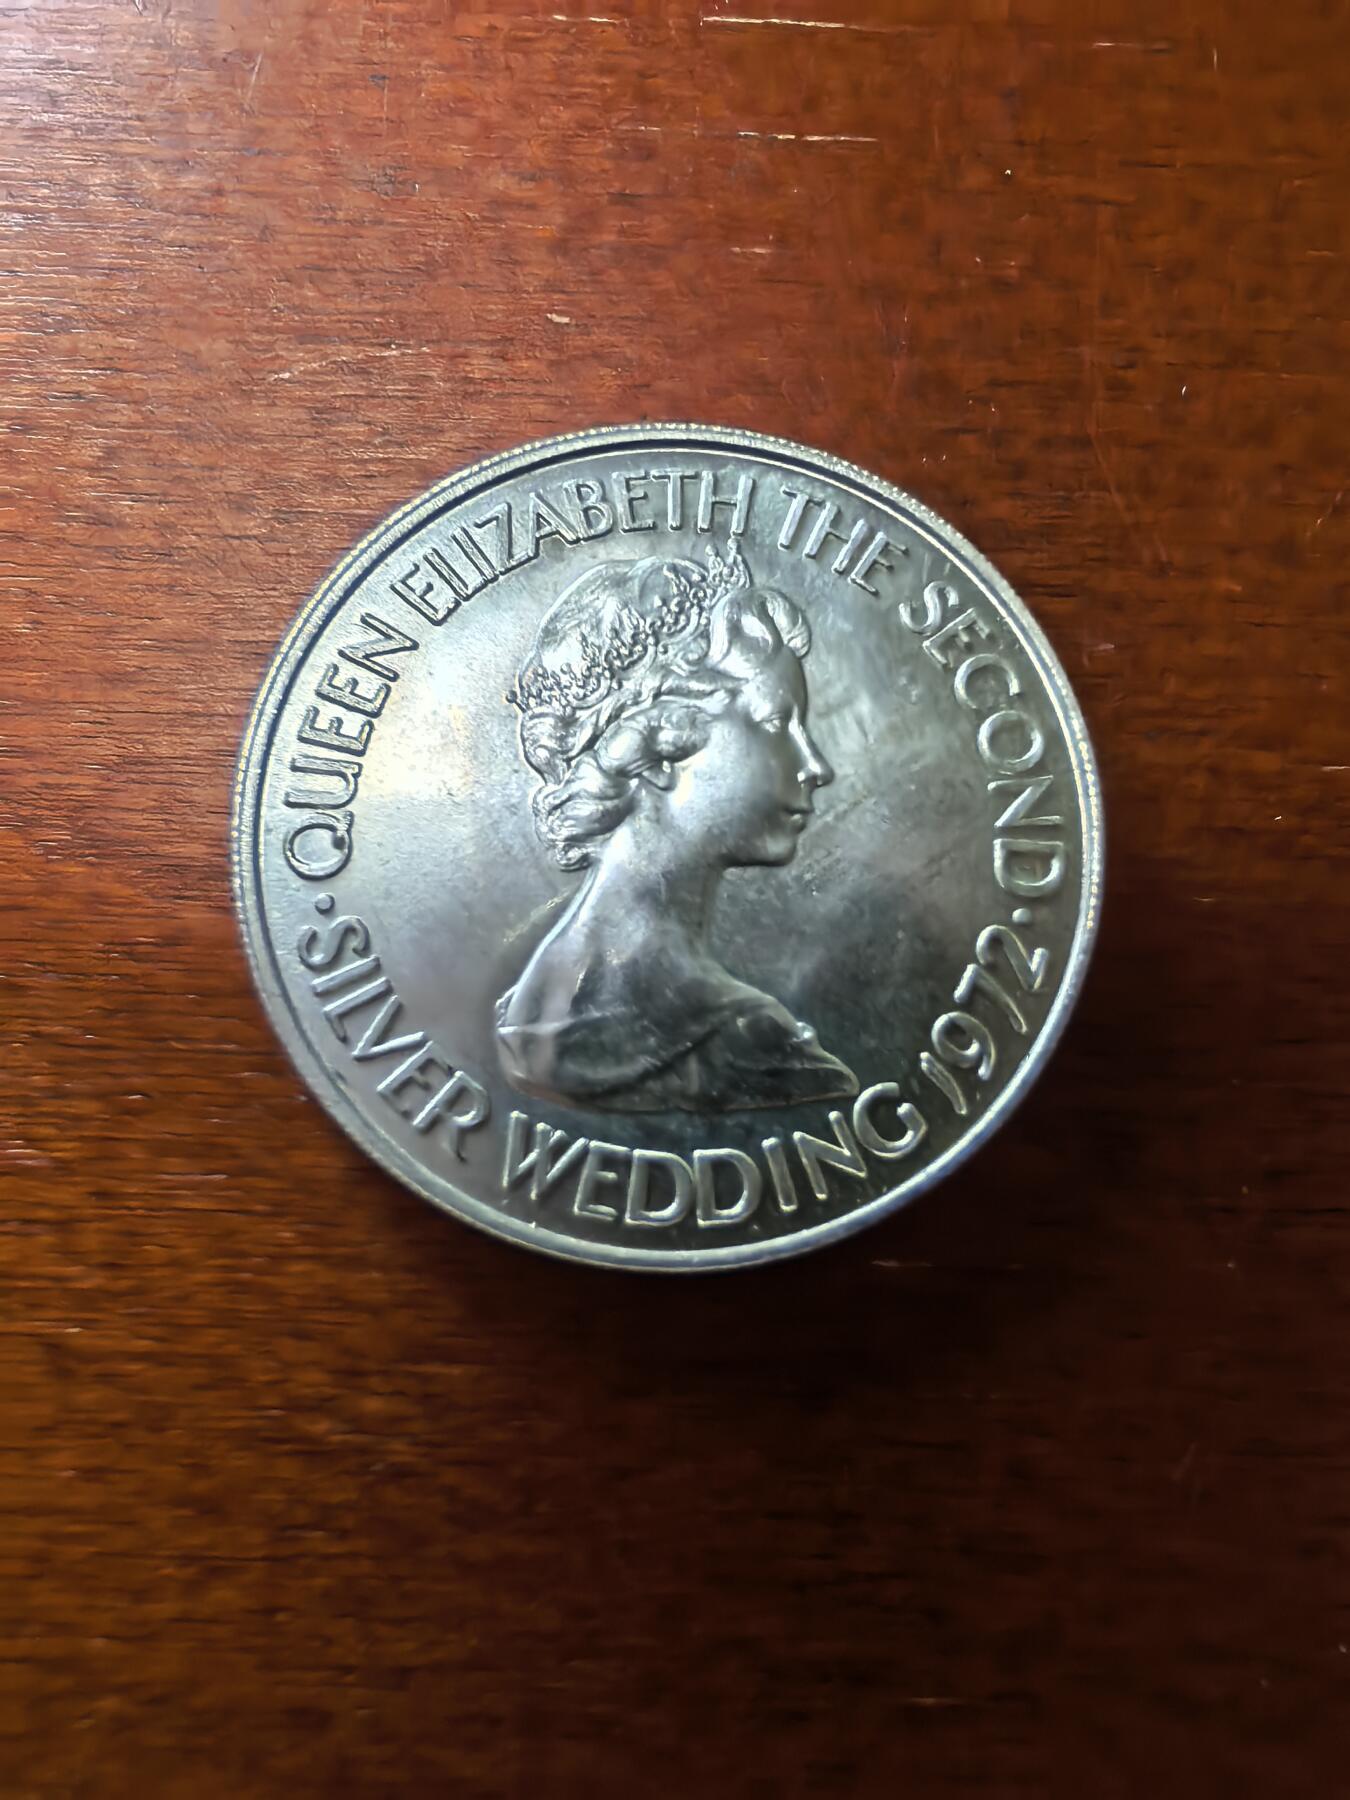 QUEEN ELIZABETH THE SECOND · 1972
· SILVER WEDDING